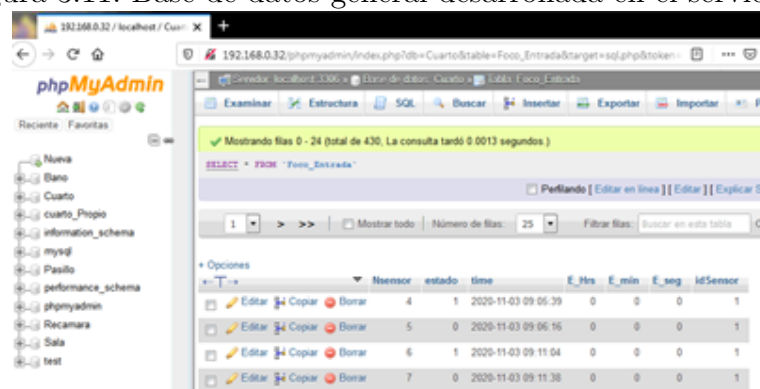 gura 3.11: Base de datos general desarrollada en el servid
192.168.0.32 / localhost / Cuart
192.168.0.32/phpmyadmin/index.php?db=Cuarto&table=Foco_Entrada&target=sql.php&token=
phpMyAdmin
Reciente Favoritas
Nueva
Bano
Cuarto
cuarto_Propio
information_schema
mysql
Pasillo
performance_schema
phpmyadmin
Recamara
Sala
test
Servidor: localhost:3306 » Base de datos: Cuarto » Tabla: Foco_Entrada
Examinar Estructura SQL Buscar Insertar Exportar Importar
Mostrando filas 0 - 24 (total de 430, La consulta tardó 0.0013 segundos.)
SELECT * FROM `Foco_Entrada`
Perfilando [ Editar en línea ] [ Editar ] [ Explicar S
1 > >> Mostrar todo Número de filas: 25 Filtrar filas: Buscar en esta tabla
+ Opciones
←T→ Nsensor estado time E_Hrs E_min E_seg idSensor
Editar Copiar Borrar 4 1 2020-11-03 09:05:39 0 0 0 1
Editar Copiar Borrar 5 0 2020-11-03 09:06:16 0 0 0 1
Editar Copiar Borrar 6 1 2020-11-03 09:11:04 0 0 0 1
Editar Copiar Borrar 7 0 2020-11-03 09:11:38 0 0 0 1